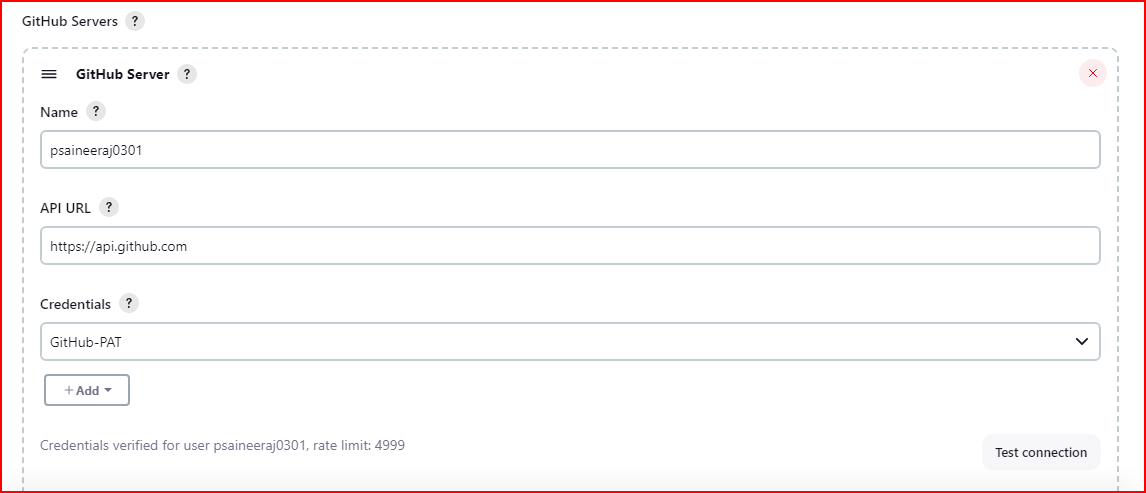 GitHub Servers ?
GitHub Server ?
Name ?
psaineeraj0301
API URL ?
https://api.github.com
Credentials ?
GitHub-PAT
+ Add
Credentials verified for user psaineeraj0301, rate limit: 4999
Test connection